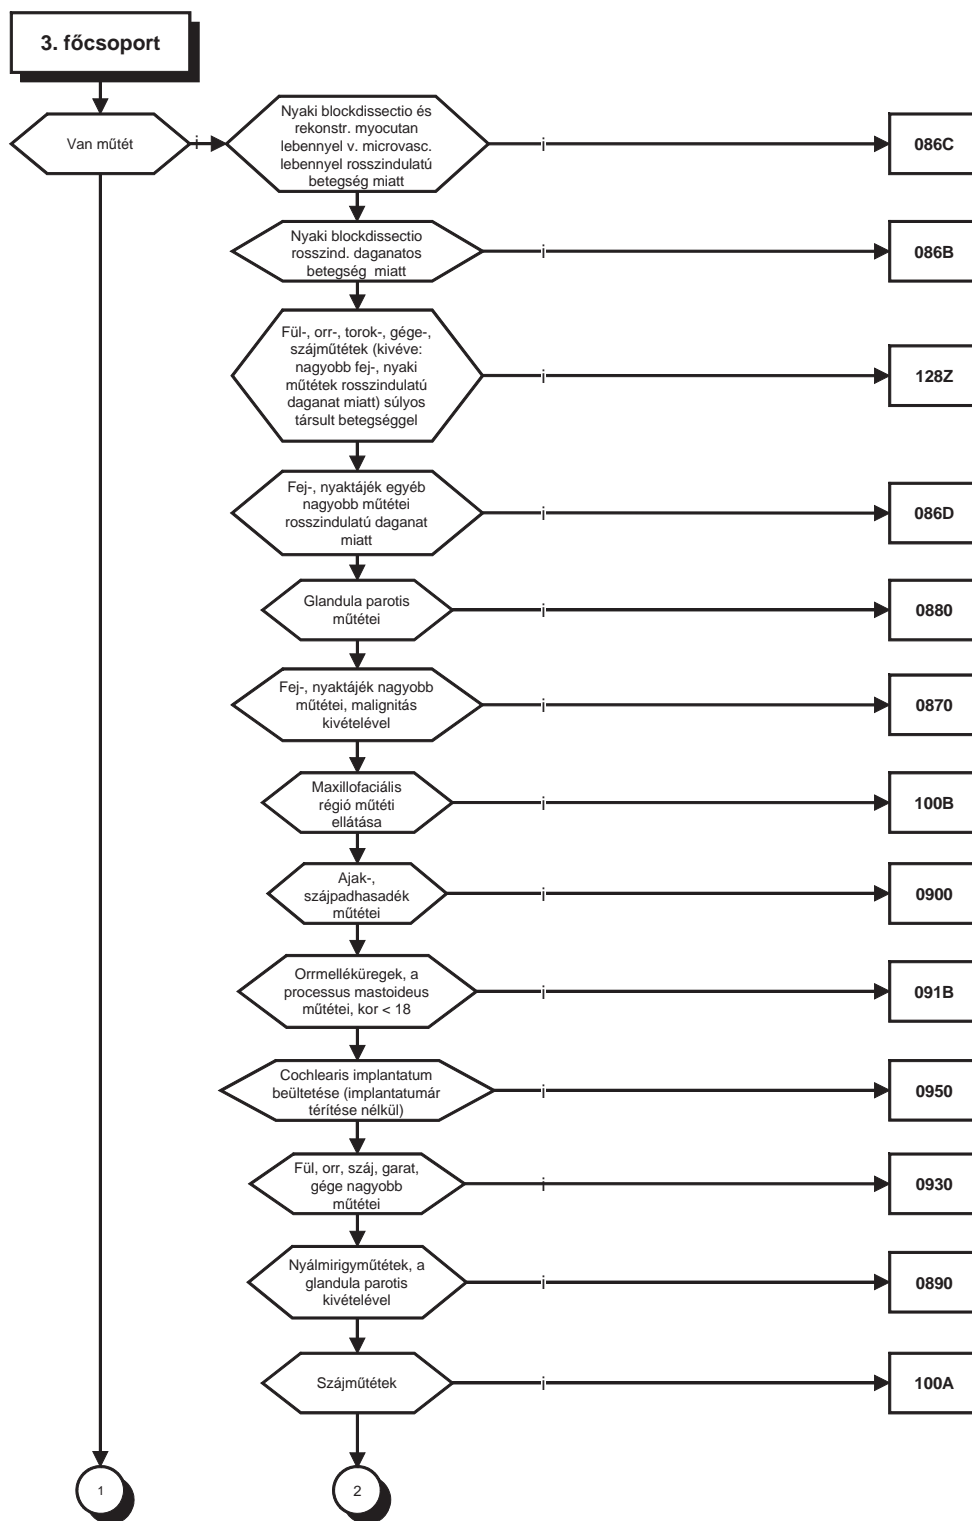 3. főcsoport
Van műtét
i
Nyaki blockdissectio és
rekonstr. myocutan
lebennyel v. microvasc.
lebennyel rosszindulatú
betegség miatt
i
086C
Nyaki blockdissectio
rosszind. daganatos
betegség miatt
i
086B
Fül-, orr-, torok-, gége-,
szájműtétek (kivéve:
nagyobb fej-, nyaki
műtétek rosszindulatú
daganat miatt) súlyos
társult betegséggel
i
128Z
Fej-, nyaktájék egyéb
nagyobb műtétei
rosszindulatú daganat
miatt
i
086D
Glandula parotis
műtétei
i
0880
Fej-, nyaktájék nagyobb
műtétei, malignitás
kivételével
i
0870
Maxillofaciális
régió műtéti
ellátása
i
100B
Ajak-,
szájpadhasadék
műtétei
i
0900
Orrmelléküregek, a
processus mastoideus
műtétei, kor < 18
i
091B
Cochlearis implantatum
beültetése (implantatumár
térítése nélkül)
i
0950
Fül, orr, száj, garat,
gége nagyobb
műtétei
i
0930
Nyálmirigyműtétek, a
glandula parotis
kivételével
i
0890
Szájműtétek
i
100A
1
2